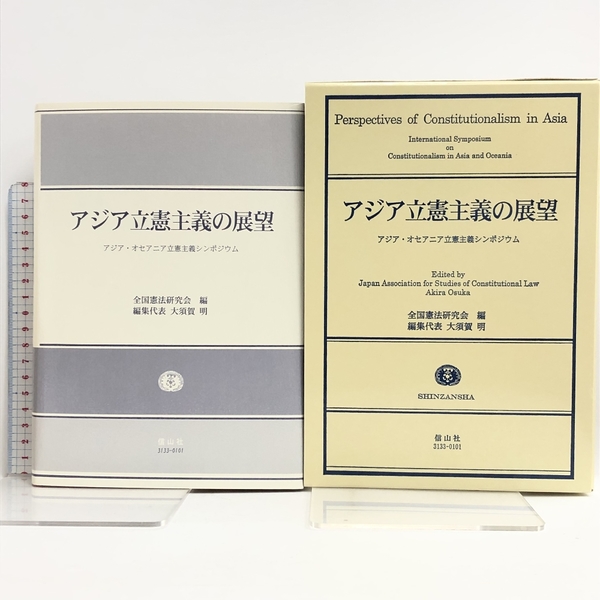 アジア立憲主義の展望
アジア・オセアニア立憲主義シンポジウム
全国憲法研究会 編
編集代表 大須賀 明
信山社
3133-0101
Perspectives of Constitutionalism in Asia
International Symposium
on
Constitutionalism in Asia and Oceania
アジア立憲主義の展望
アジア・オセアニア立憲主義シンポジウム
Edited by
Japan Association for Studies of Constitutional Law
Akira Osuka
全国憲法研究会 編
編集代表 大須賀 明
SHINZANSHA
信山社
3133-0101